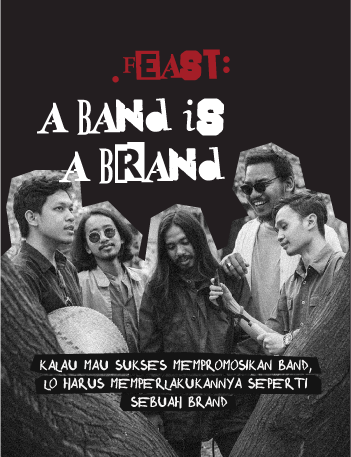 .FEAST:
A BAND iS
A BRAND
KALAU MAU SUKSES MEMPROMOSIKAN BAND,
LO HARUS MEMPERLAKUKANNYA SEPERTI
SEBUAH BRAND